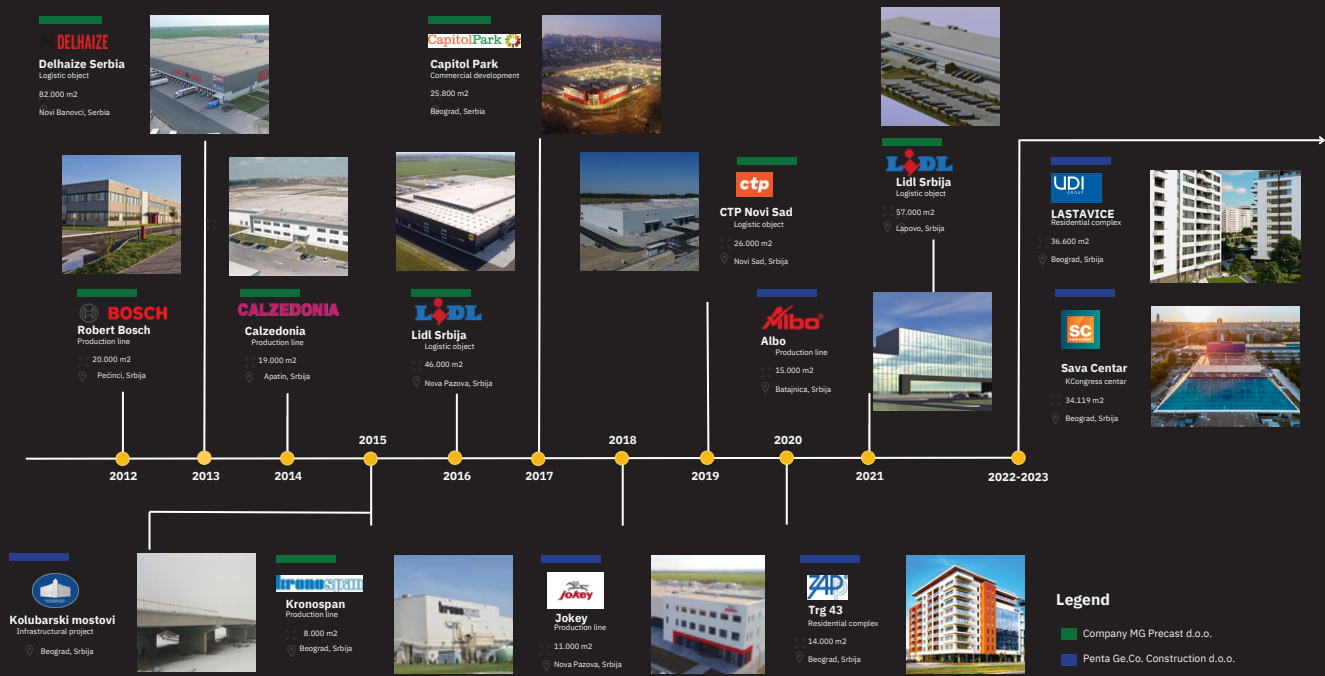 DELHAIZE
Delhaize Serbia
Logistic object
82.000 m2
Novi Banovci, Serbia
CapitolPark
Capitol Park
Commercial development
25.800 m2
Beograd, Serbia
BOSCH
Robert Bosch
Production line
20.000 m2
Pećinci, Srbija
CALZEDONIA
Calzedonia
Production line
19.000 m2
Apatin, Srbija
LIDL
Lidl Srbija
Logistic object
46.000 m2
Nova Pazova, Srbija
ctp
CTP Novi Sad
Logistic object
26.000 m2
Novi Sad, Srbija
LIDL
Lidl Srbija
Logistic object
57.000 m2
Lapovo, Srbija
Albo
Albo
Production line
15.000 m2
Batajnica, Srbija
UDI
GROUP
LASTAVICE
Residential complex
36.600 m2
Beograd, Srbija
SC
Sava Centar
KCongress centar
34.119 m2
Beograd, Srbija
2012
2013
2014
2015
2016
2017
2018
2019
2020
2021
2022-2023
Kolubarski mostovi
Infrastructural project
Beograd, Srbija
kronospan
Kronospan
Production line
8.000 m2
Beograd, Srbija
jokey
Jokey
Production line
11.000 m2
Nova Pazova, Srbija
ZAP
Trg 43
Residential complex
14.000 m2
Beograd, Srbija
Legend
Company MG Precast d.o.o.
Penta Ge.Co. Construction d.o.o.